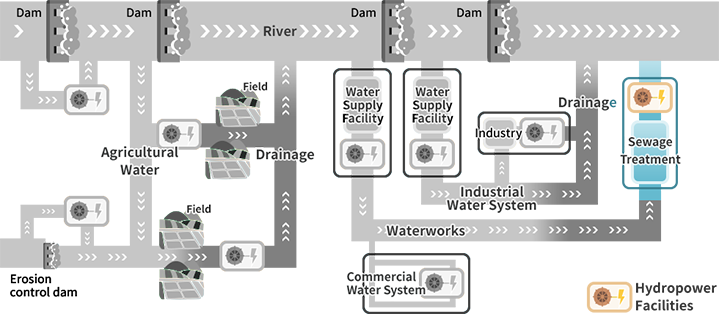 Dam
Dam
Dam
Dam
River
Field
Water
Supply
Facility
Water
Supply
Facility
Drainage
Industry
Agricultural
Water
Drainage
Sewage
Treatment
Industrial
Water System
Field
Waterworks
Erosion
control dam
Commercial
Water System
Hydropower
Facilities